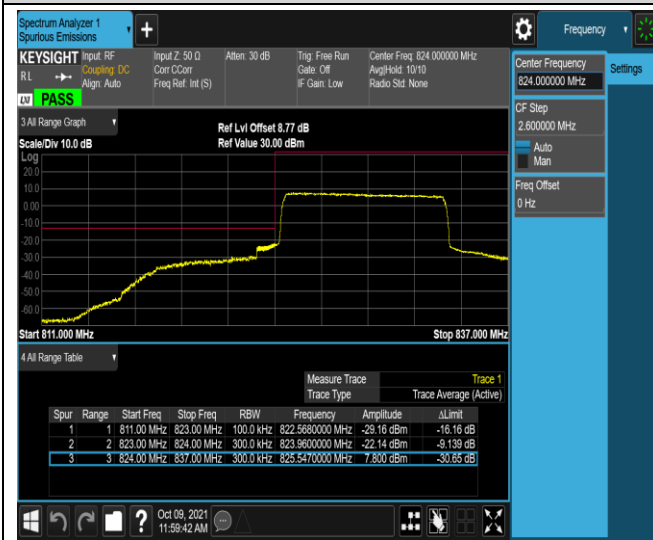 Spectrum Analyzer 1
Spurious Emissions
Frequency
KEYSIGHT
RL
LXI
PASS
Input: RF
Coupling: DC
Align: Auto
Input Z: 50 Ω
Corr CCorr
Freq Ref: Int (S)
Atten: 30 dB
Trig: Free Run
Gate: Off
IF Gain: Low
Center Freq: 824.000000 MHz
Avg|Hold: 10/10
Radio Std: None
Center Frequency
824.000000 MHz
Settings
CF Step
2.600000 MHz
Auto
Man
Freq Offset
0 Hz
3 All Range Graph
Scale/Div 10.0 dB
Ref Lvl Offset 8.77 dB
Ref Value 30.00 dBm
Log
20.0
10.0
0.00
-10.0
-20.0
-30.0
-40.0
-50.0
-60.0
Start 811.000 MHz
Stop 837.000 MHz
4 All Range Table
Measure Trace Trace 1
Trace Type Trace Average (Active)
Spur Range Start Freq Stop Freq RBW Frequency Amplitude ΔLimit
1 1 811.00 MHz 823.00 MHz 100.0 kHz 822.5680000 MHz -29.16 dBm -16.16 dB
2 2 823.00 MHz 824.00 MHz 300.0 kHz 823.9600000 MHz -22.14 dBm -9.139 dB
3 3 824.00 MHz 837.00 MHz 300.0 kHz 825.5470000 MHz 7.800 dBm -30.65 dB
?
Oct 09, 2021
11:59:42 AM